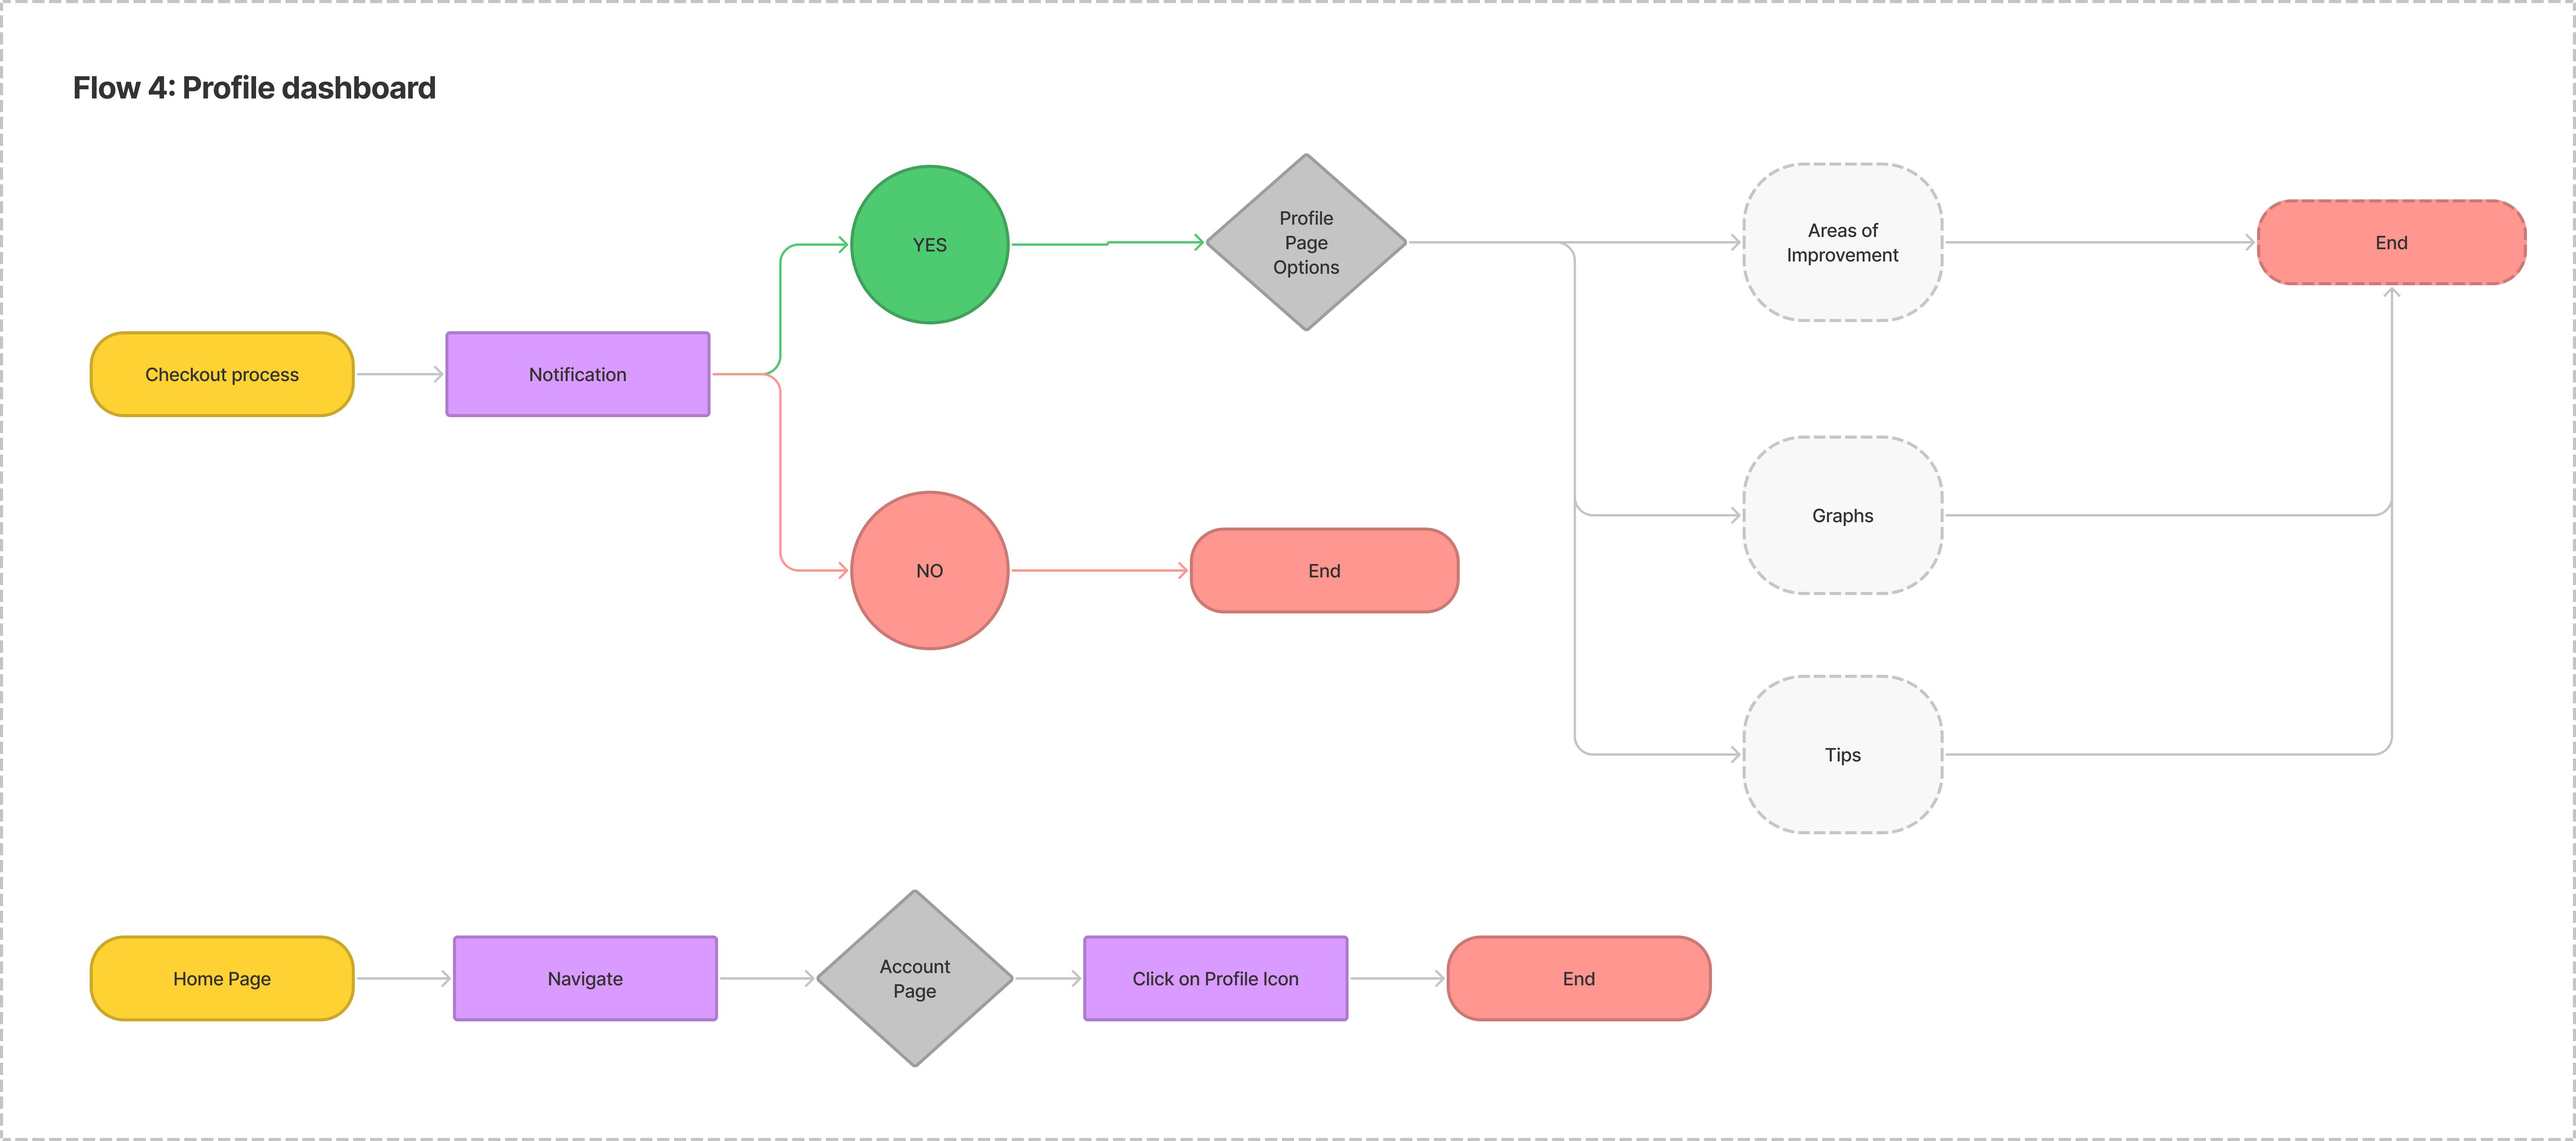 Flow 4: Profile dashboard
Checkout process
Notification
YES
Profile
Page
Options
Areas of
Improvement
End
NO
End
Graphs
Tips
Home Page
Navigate
Account
Page
Click on Profile Icon
End